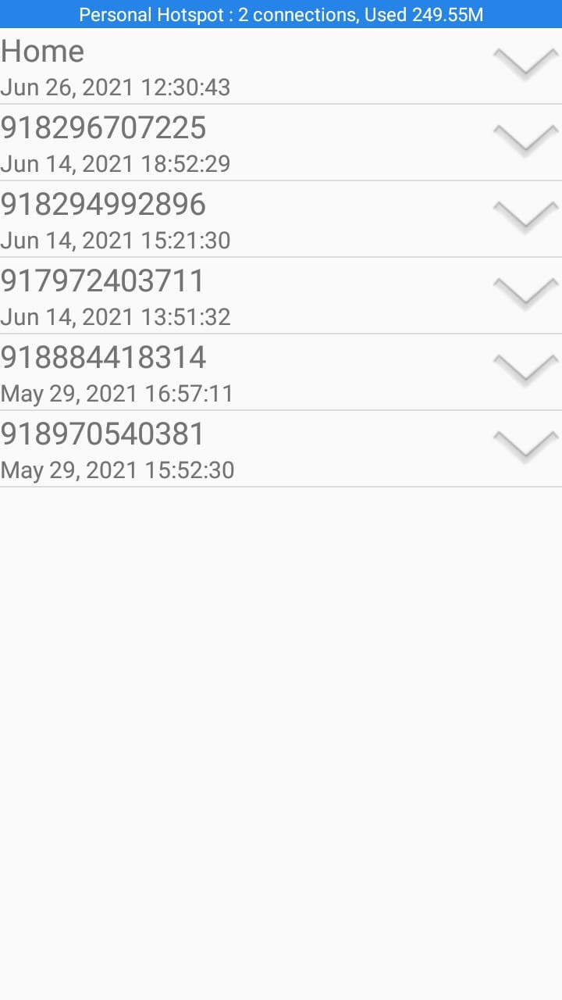 Personal Hotspot : 2 connections, Used 249.55M
Home
Jun 26, 2021 12:30:43
918296707225
Jun 14, 2021 18:52:29
918294992896
Jun 14, 2021 15:21:30
917972403711
Jun 14, 2021 13:51:32
918884418314
May 29, 2021 16:57:11
918970540381
May 29, 2021 15:52:30